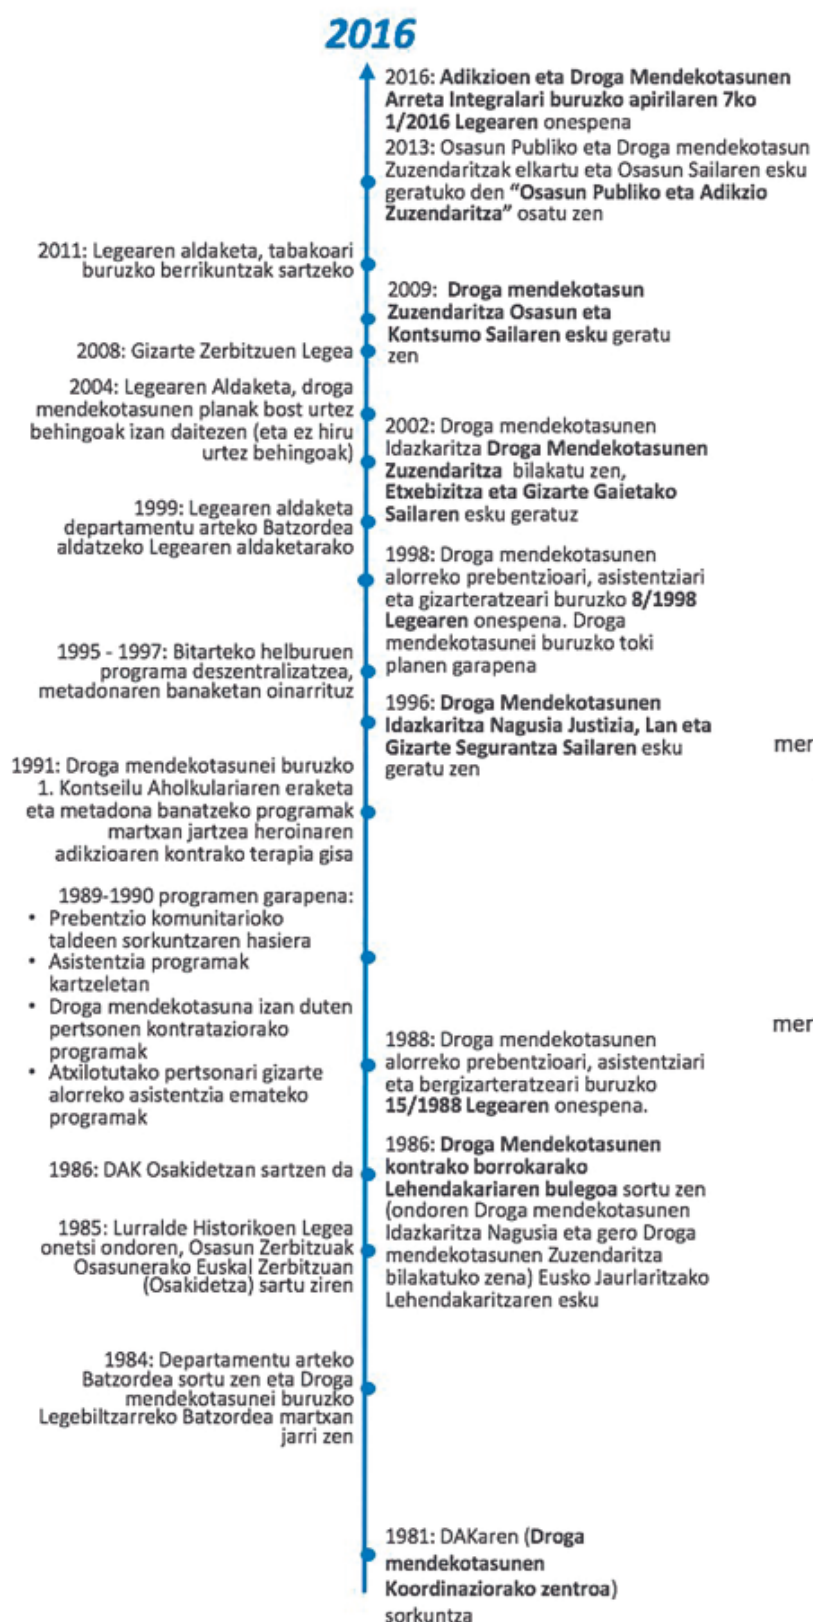 2016
2016: Adikzioen eta Droga Mendekotasunen
Arreta Integralari buruzko apirilaren 7ko
1/2016 Legearen onespena
2013: Osasun Publiko eta Droga mendekotasun
Zuzendaritzak elkartu eta Osasun Sailaren esku
geratuko den “Osasun Publiko eta Adikzio
Zuzendaritza” osatu zen
2011: Legearen aldaketa, tabakoari
buruzko berrikuntzak sartzeko
2009: Droga mendekotasun
Zuzendaritza Osasun eta
Kontsumo Sailaren esku geratu
zen
2008: Gizarte Zerbitzuen Legea
2004: Legearen Aldaketa, droga
mendekotasunen planak bost urtez
behingoak izan daitezen (eta ez hiru
urtez behingoak)
2002: Droga mendekotasunen
Idazkaritza Droga Mendekotasunen
Zuzendaritza bilakatu zen,
Etxebizitza eta Gizarte Gaietako
Sailaren esku geratuz
1999: Legearen aldaketa
departamentu arteko Batzordea
aldatzeko Legearen aldaketarako
1998: Droga mendekotasunen
alorreko prebentzioari, asistentziari
eta gizarteratzeari buruzko 8/1998
Legearen onespena. Droga
mendekotasunei buruzko toki
planen garapena
1995 - 1997: Bitarteko helburuen
programa deszentralizatzea,
metadonaren banaketan oinarrituz
1996: Droga Mendekotasunen
Idazkaritza Nagusia Justizia, Lan eta
Gizarte Segurantza Sailaren esku
geratu zen
mer
1991: Droga mendekotasunei buruzko
1. Kontseilu Aholkulariaren eraketa
eta metadona banatzeko programak
martxan jartzea heroinaren
adikzioaren kontrako terapia gisa
1989-1990 programen garapena:
• Prebentzio komunitarioko
taldeen sorkuntzaren hasiera
• Asistentzia programak
kartzeletan
• Droga mendekotasuna izan duten
pertsonen kontrataziorako
programak
• Atxilotutako pertsonari gizarte
alorreko asistentzia emateko
programak
mer
1988: Droga mendekotasunen
alorreko prebentzioari, asistentziari
eta bergizarteratzeari buruzko
15/1988 Legearen onespena.
1986: Droga Mendekotasunen
kontrako borrokarako
Lehendakariaren bulegoa sortu zen
(ondoren Droga mendekotasunen
Idazkaritza Nagusia eta gero Droga
mendekotasunen Zuzendaritza
bilakatuko zena) Eusko Jaurlaritzako
Lehendakaritzaren esku
1986: DAK Osakidetzan sartzen da
1985: Lurralde Historikoen Legea
onetsi ondoren, Osasun Zerbitzuak
Osasunerako Euskal Zerbitzuan
(Osakidetza) sartu ziren
1984: Departamentu arteko
Batzordea sortu zen eta Droga
mendekotasunei buruzko
Legebiltzarreko Batzordea martxan
jarri zen
1981: DAKaren (Droga
mendekotasunen
Koordinaziorako zentroa)
sorkuntza